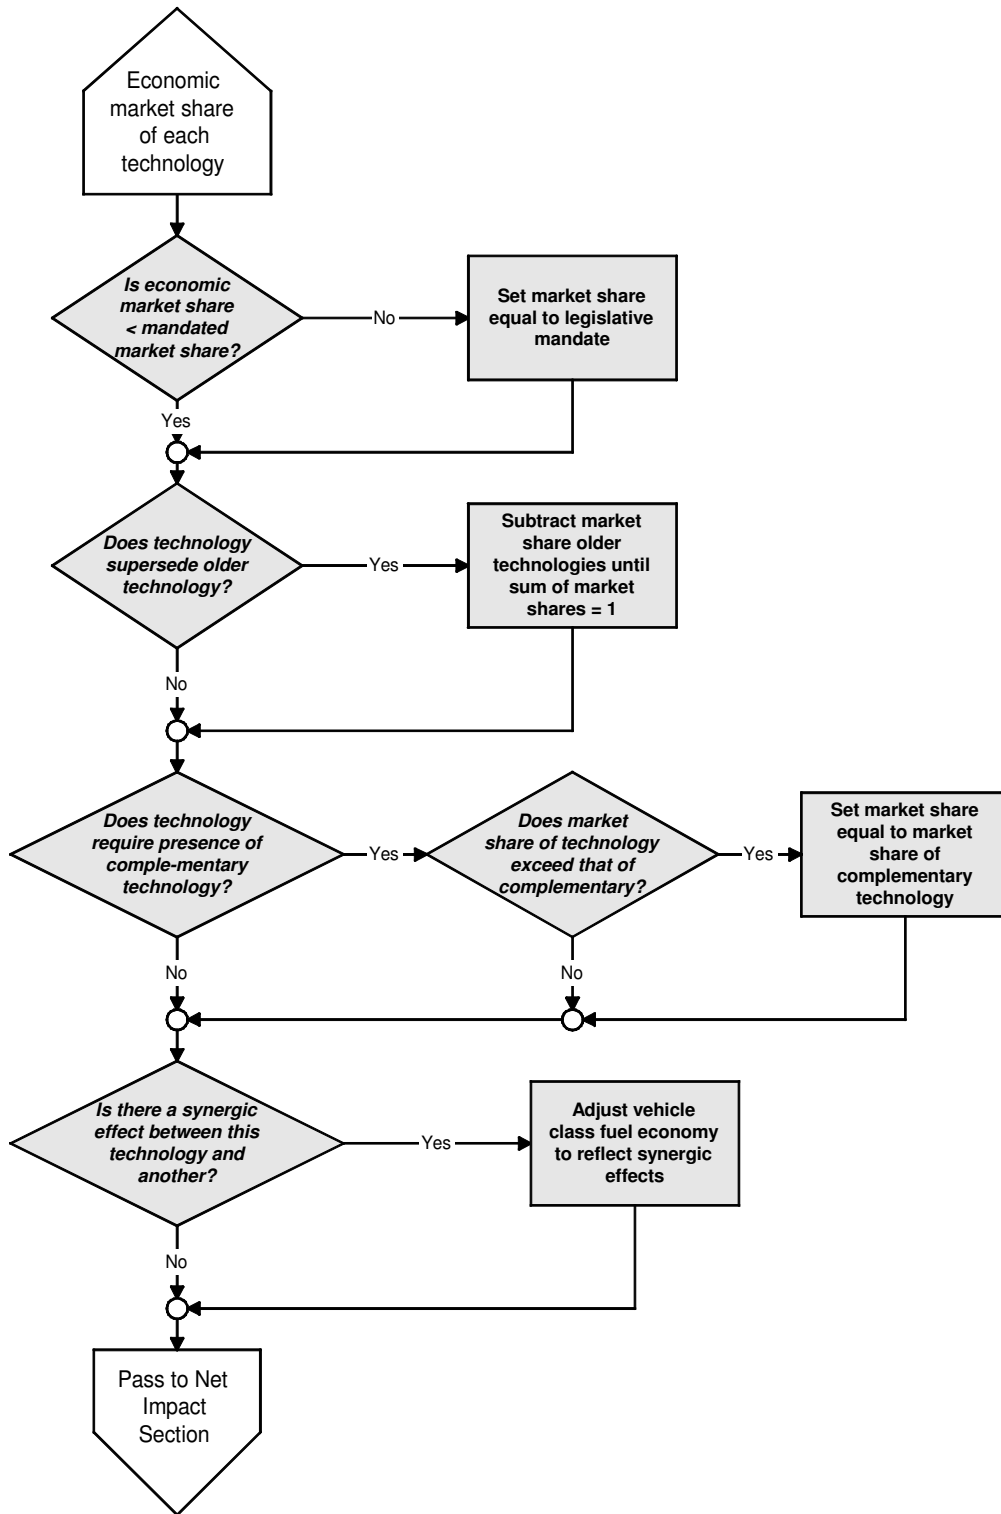 Economic
market share
of each
technology
Is economic
market share
< mandated
market share?
No
Set market share
equal to legislative
mandate
Yes
Does technology
supersede older
technology?
Yes
Subtract market
share older
technologies until
sum of market
shares = 1
No
Does technology
require presence of
comple-mentary
technology?
Yes
Does market
share of technology
exceed that of
complementary?
Yes
Set market share
equal to market
share of
complementary
technology
No
No
Is there a synergic
effect between this
technology and
another?
Yes
Adjust vehicle
class fuel economy
to reflect synergic
effects
No
Pass to Net
Impact
Section